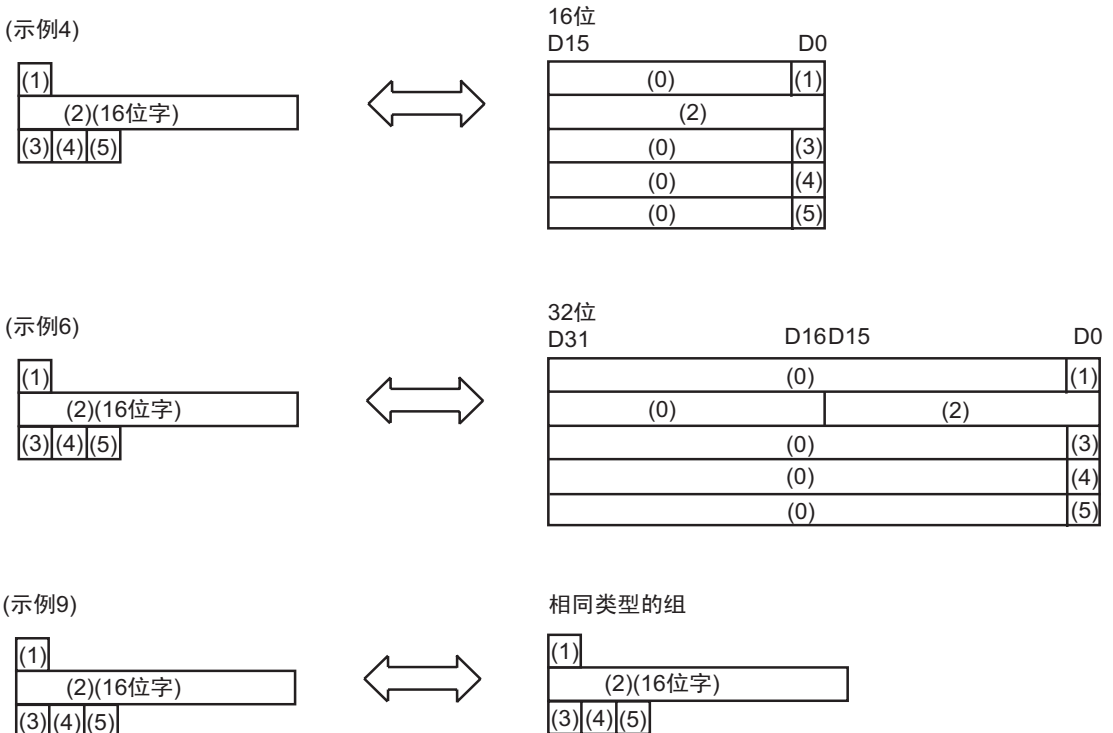 (示例4)
16位
D15 D0
(1)
(2)(16位字)
(3)(4)(5)
(0) (1)
(2)
(0) (3)
(0) (4)
(0) (5)
(示例6)
32位
D31 D16D15 D0
(1)
(2)(16位字)
(3)(4)(5)
(0) (1)
(0) (2)
(0) (3)
(0) (4)
(0) (5)
(示例9)
相同类型的组
(1)
(2)(16位字)
(3)(4)(5)
(1)
(2)(16位字)
(3)(4)(5)